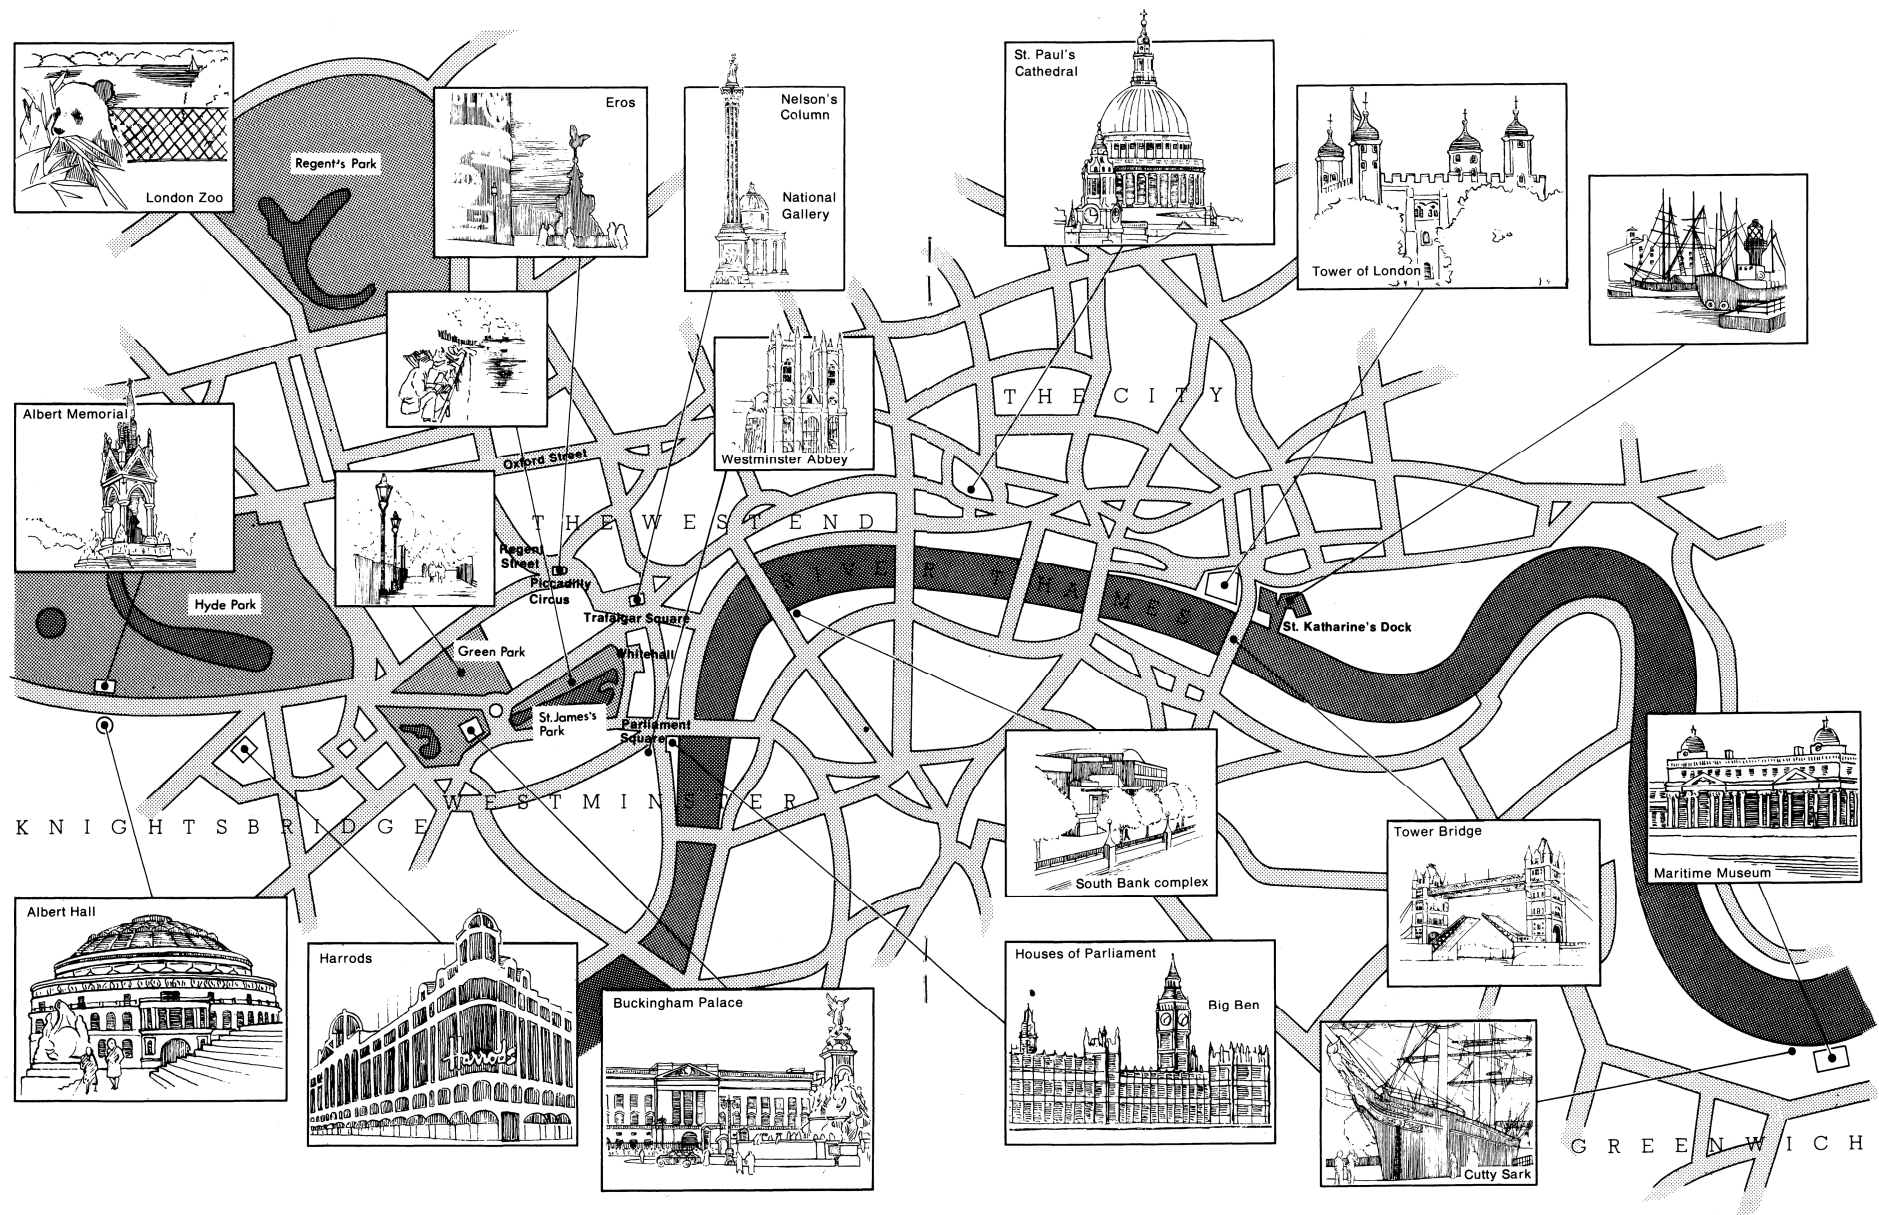 London Zoo
Regent's Park
Eros
Nelson's
Column
National
Gallery
St. Paul's
Cathedral
Tower of London
THE CITY
Albert Memorial
Westminster Abbey
Oxford Street
THE WEST END
Regent
Street
Piccadilly
Circus
RIVER THAMES
Hyde Park
Trafalgar Square
St. Katharine's Dock
Green Park
Whitehall
St. James's
Park
Parliament
Square
WESTMINSTER
KNIGHTSBRIDGE
South Bank complex
Tower Bridge
Maritime Museum
Albert Hall
Harrods
Harrods
Buckingham Palace
Houses of Parliament
Big Ben
Cutty Sark
GREENWICH